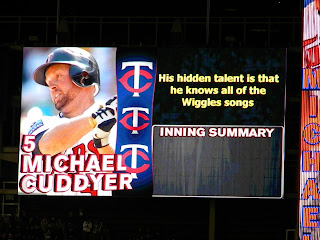 His hidden talent is that
he knows all of the
Wiggles songs
INNING SUMMARY
5
MICHAEL
CUDDYER
TC
TC
TC
MICHAE